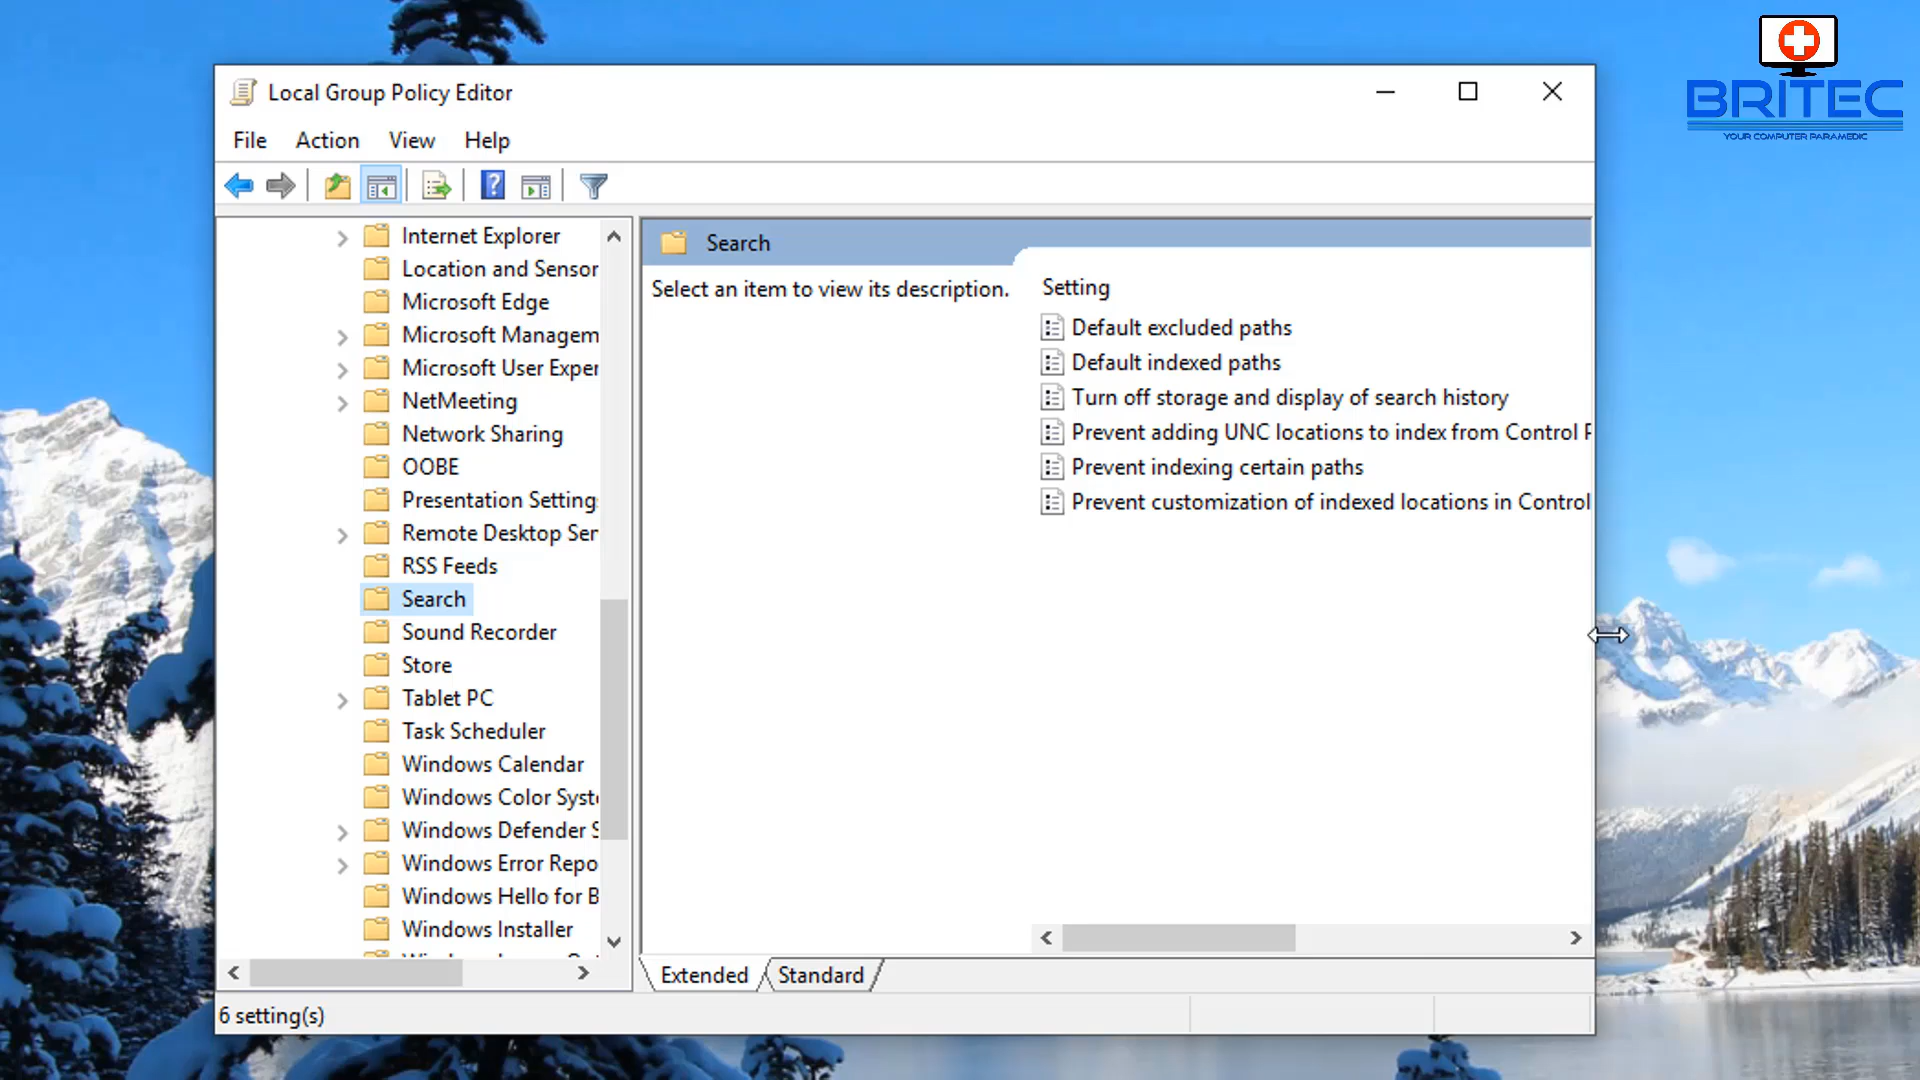 BRITEC
YOUR COMPUTER PARAMEDIC
Local Group Policy Editor
File Action View Help
Internet Explorer
Location and Sensor
Microsoft Edge
Microsoft Managem
Microsoft User Exper
NetMeeting
Network Sharing
OOBE
Presentation Setting
Remote Desktop Ser
RSS Feeds
Search
Sound Recorder
Store
Tablet PC
Task Scheduler
Windows Calendar
Windows Color Syst
Windows Defender S
Windows Error Repo
Windows Hello for B
Windows Installer
Search
Select an item to view its description.
Setting
Default excluded paths
Default indexed paths
Turn off storage and display of search history
Prevent adding UNC locations to index from Control P
Prevent indexing certain paths
Prevent customization of indexed locations in Control
Extended Standard
6 setting(s)